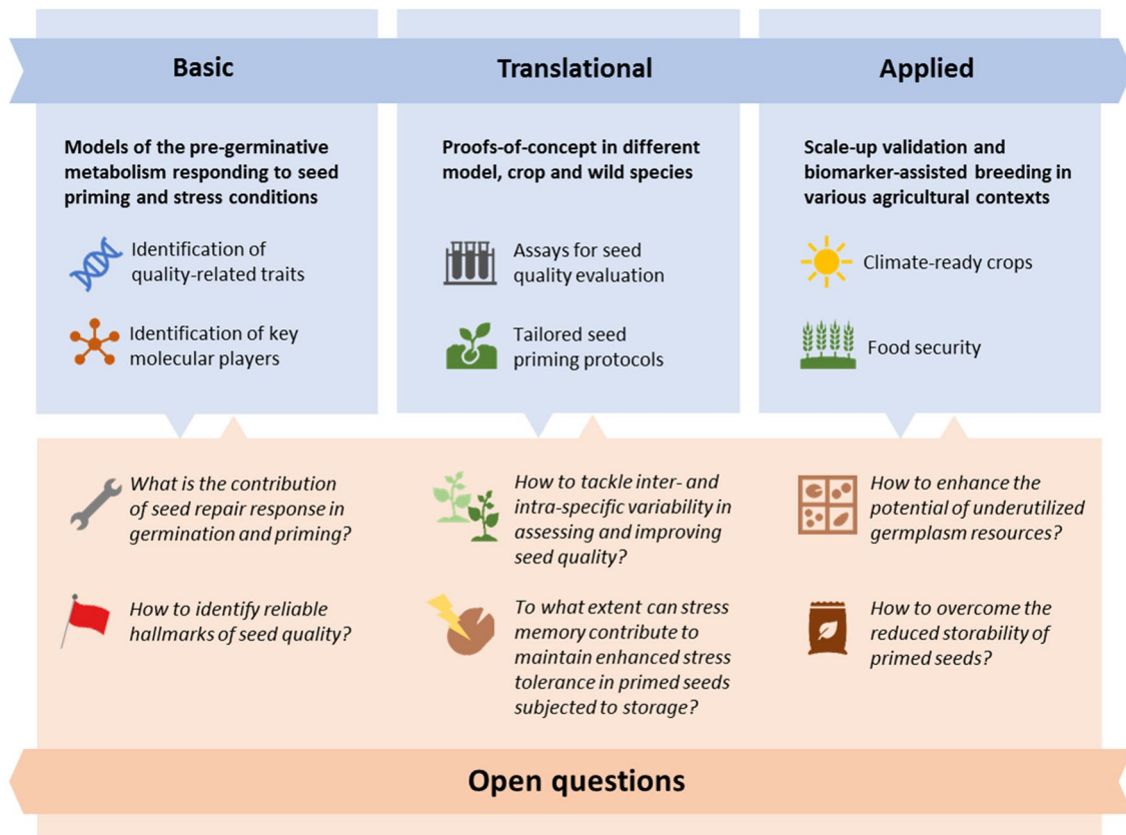 Basic
Translational
Applied
Models of the pre-germinative
metabolism responding to seed
priming and stress conditions
Identification of
quality-related traits
Identification of key
molecular players
Proofs-of-concept in different
model, crop and wild species
Assays for seed
quality evaluation
Tailored seed
priming protocols
Scale-up validation and
biomarker-assisted breeding in
various agricultural contexts
Climate-ready crops
Food security
What is the contribution
of seed repair response in
germination and priming?
How to identify reliable
hallmarks of seed quality?
How to tackle inter- and
intra-specific variability in
assessing and improving
seed quality?
To what extent can stress
memory contribute to
maintain enhanced stress
tolerance in primed seeds
subjected to storage?
How to enhance the
potential of underutilized
germplasm resources?
How to overcome the
reduced storability of
primed seeds?
Open questions